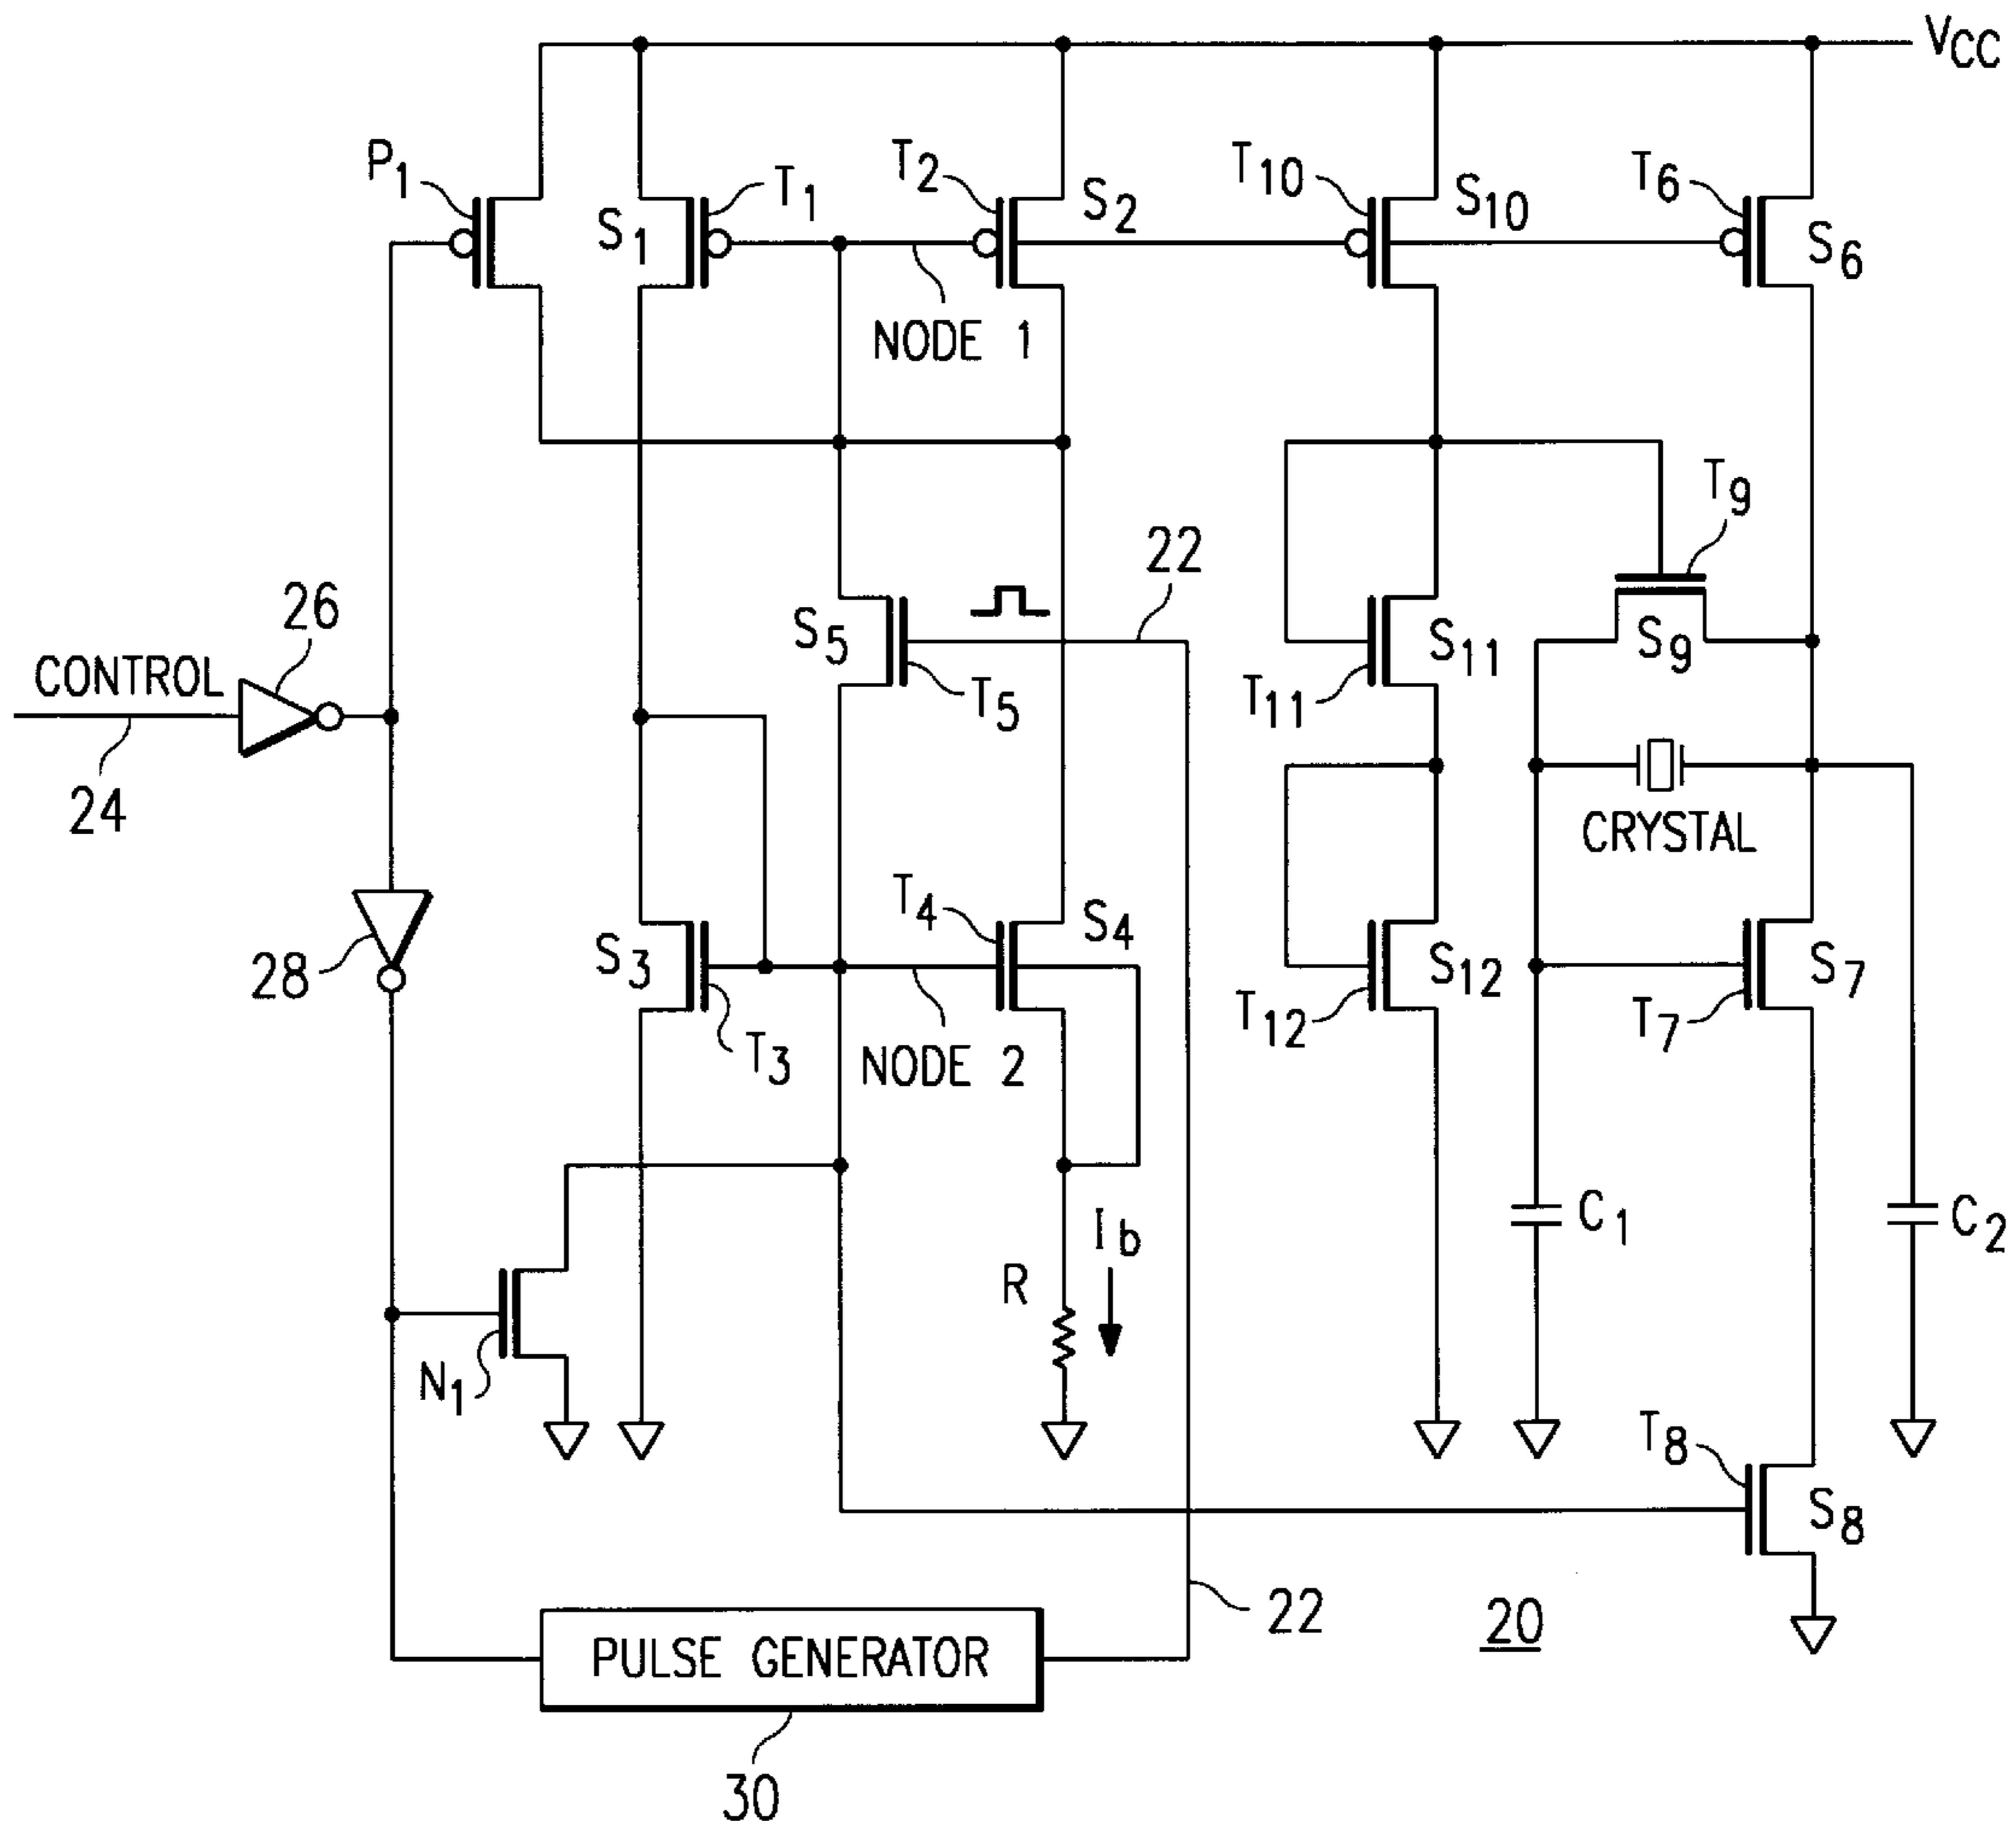 VCC
P1
S1
T1
T2
S2
T10
S10
T6
S6
NODE 1
T9
S9
22
26
CONTROL
24
S5
T5
S11
T11
CRYSTAL
28
S3
T3
T4
S4
NODE 2
S12
T12
S7
T7
C1
C2
Ib
R
N1
T8
S8
22
20
PULSE GENERATOR
30